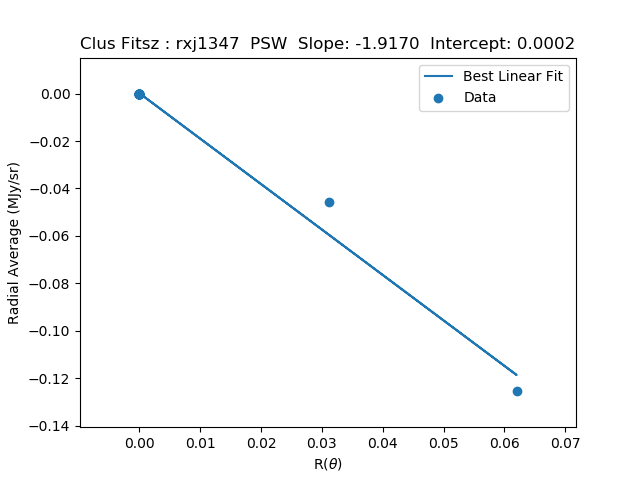 Clus Fitsz : rxj1347  PSW  Slope: -1.9170  Intercept: 0.0002
Best Linear Fit
Data
Radial Average (MJy/sr)
0.00
−0.02
−0.04
−0.06
−0.08
−0.10
−0.12
−0.14
0.00 0.01 0.02 0.03 0.04 0.05 0.06 0.07
R(θ)